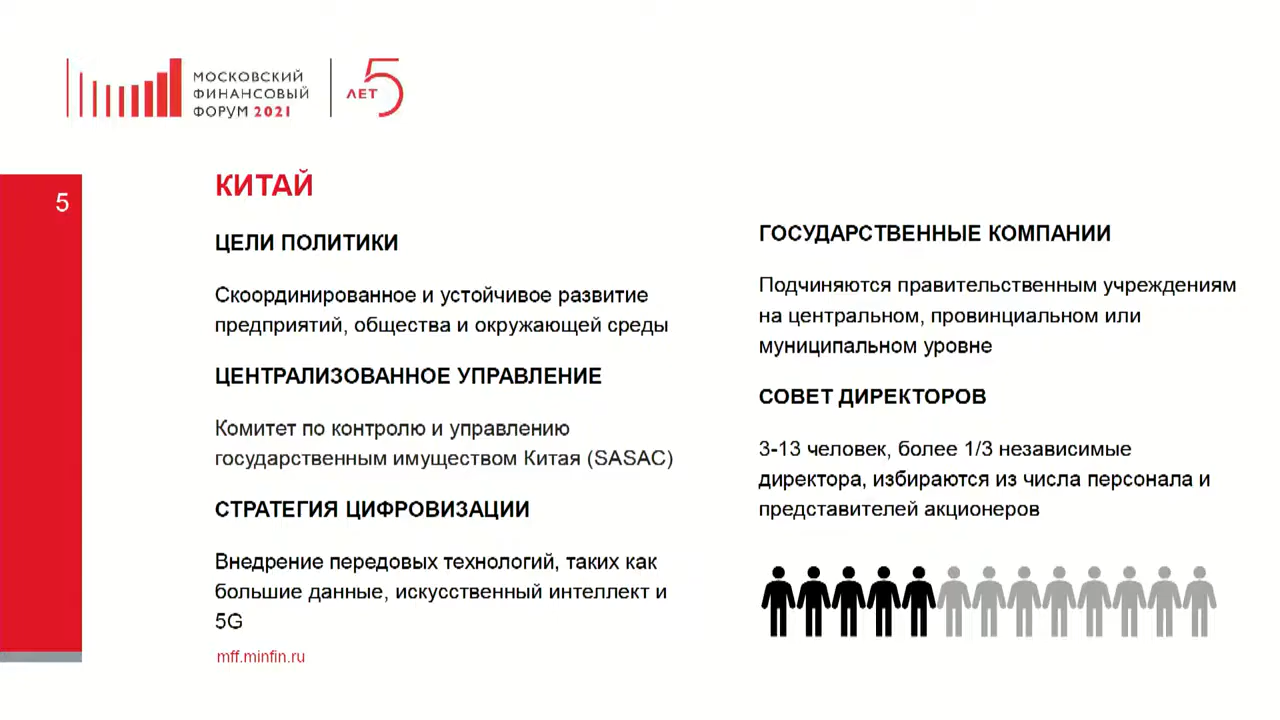 МОСКОВСКИЙ
ФИНАНСОВЫЙ
ФОРУМ 2021
ЛЕТ 5
5
КИТАЙ
ЦЕЛИ ПОЛИТИКИ
Скоординированное и устойчивое развитие
предприятий, общества и окружающей среды
ЦЕНТРАЛИЗОВАННОЕ УПРАВЛЕНИЕ
Комитет по контролю и управлению
государственным имуществом Китая (SASAC)
СТРАТЕГИЯ ЦИФРОВИЗАЦИИ
Внедрение передовых технологий, таких как
большие данные, искусственный интеллект и
5G
mff.minfin.ru
ГОСУДАРСТВЕННЫЕ КОМПАНИИ
Подчиняются правительственным учреждениям
на центральном, провинциальном или
муниципальном уровне
СОВЕТ ДИРЕКТОРОВ
3-13 человек, более 1/3 независимые
директора, избираются из числа персонала и
представителей акционеров